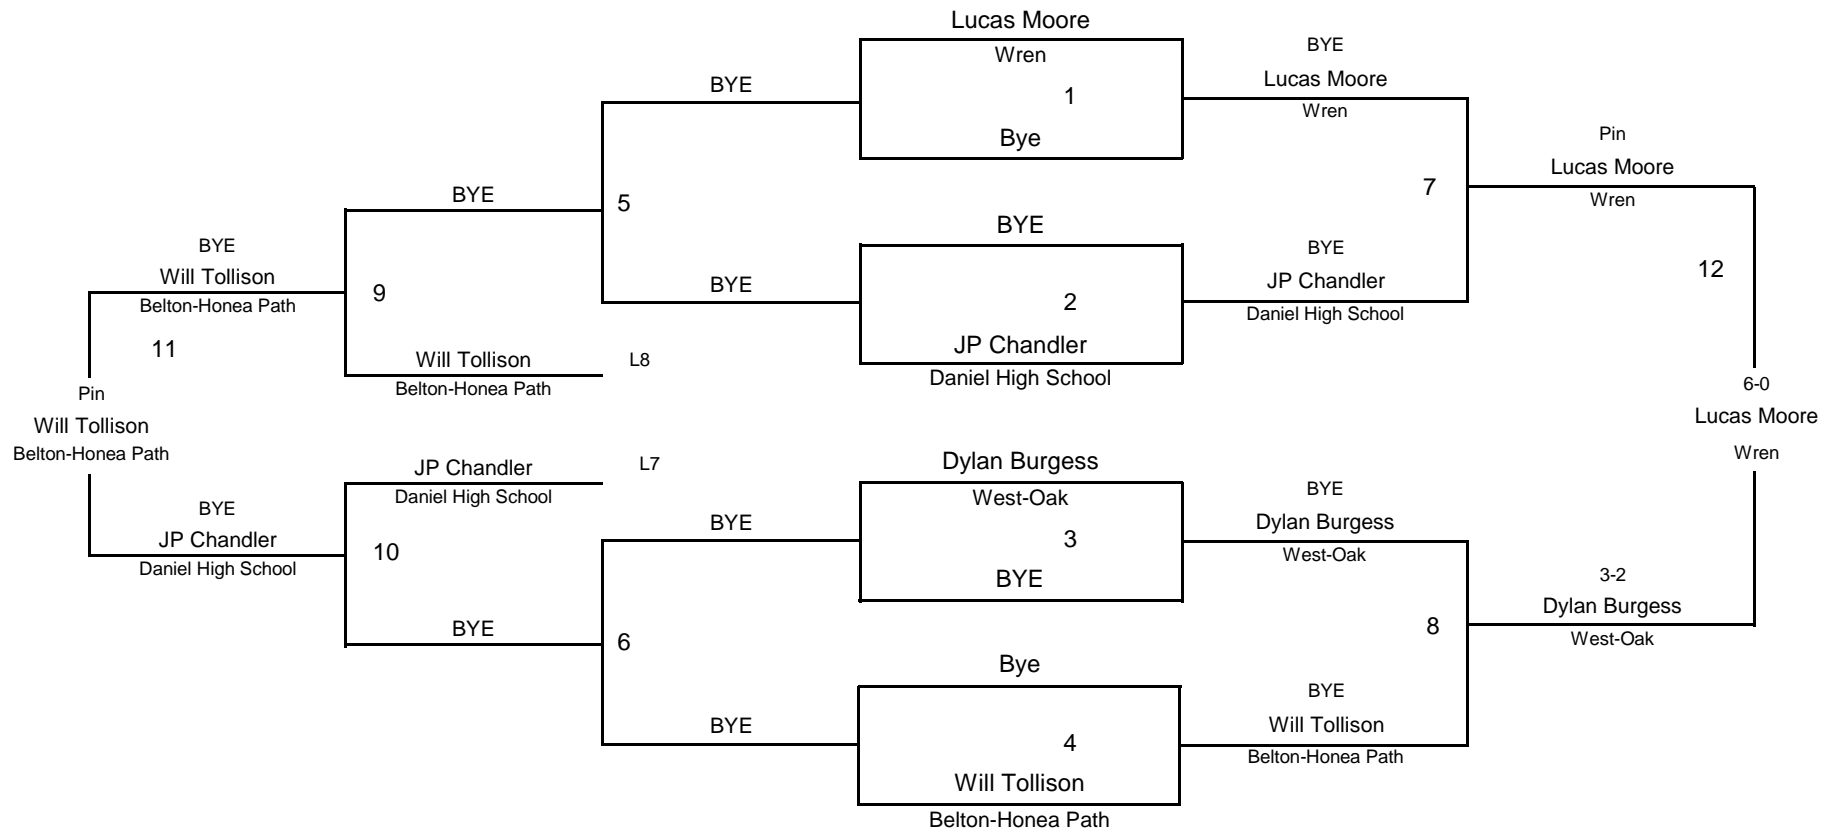 Lucas Moore
Wren
1
Bye
BYE
Lucas Moore
Wren
BYE
Pin
Lucas Moore
Wren
7
BYE
5
BYE
BYE
2
JP Chandler
Daniel High School
BYE
JP Chandler
Daniel High School
12
BYE
Will Tollison
Belton-Honea Path
9
11
Will Tollison
Belton-Honea Path
L8
Pin
Will Tollison
Belton-Honea Path
6-0
Lucas Moore
Wren
JP Chandler
Daniel High School
L7
Dylan Burgess
West-Oak
3
BYE
BYE
Dylan Burgess
West-Oak
BYE
BYE
JP Chandler
Daniel High School
10
BYE
6
3-2
Dylan Burgess
West-Oak
8
Bye
4
Will Tollison
Belton-Honea Path
BYE
BYE
Will Tollison
Belton-Honea Path